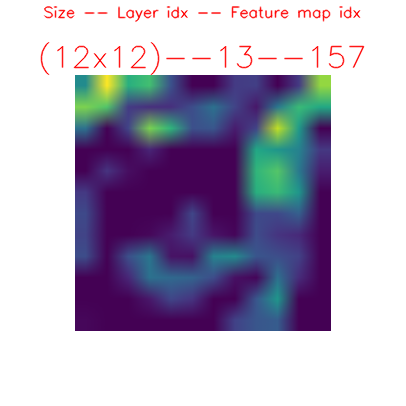 Size -- Layer idx -- Feature map idx
(12x12)--13--157